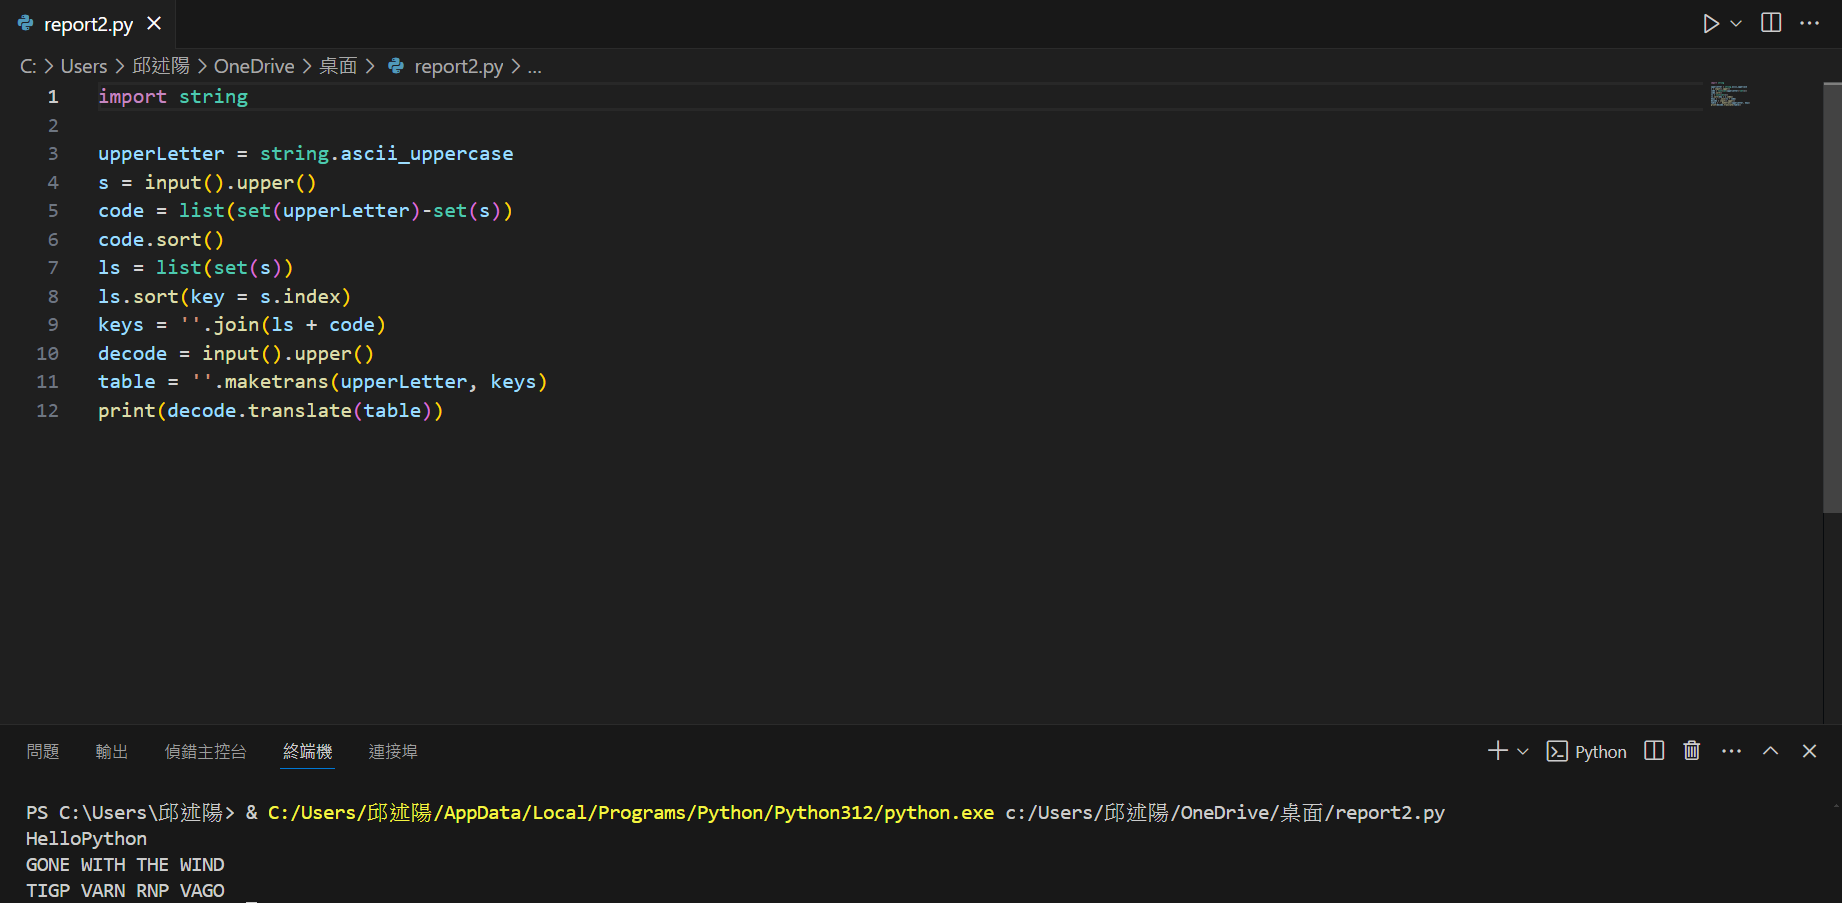 report2.py
C: > Users > 邱述陽 > OneDrive > 桌面 > report2.py > ...
1 import string
2
3 upperLetter = string.ascii_uppercase
4 s = input().upper()
5 code = list(set(upperLetter)-set(s))
6 code.sort()
7 ls = list(set(s))
8 ls.sort(key = s.index)
9 keys = ''.join(ls + code)
10 decode = input().upper()
11 table = ''.maketrans(upperLetter, keys)
12 print(decode.translate(table))
問題 輸出 偵錯主控台 終端機 連接埠 Python
PS C:\Users\邱述陽> & C:/Users/邱述陽/AppData/Local/Programs/Python/Python312/python.exe c:/Users/邱述陽/OneDrive/桌面/report2.py
HelloPython
GONE WITH THE WIND
TIGP VARN RNP VAGO